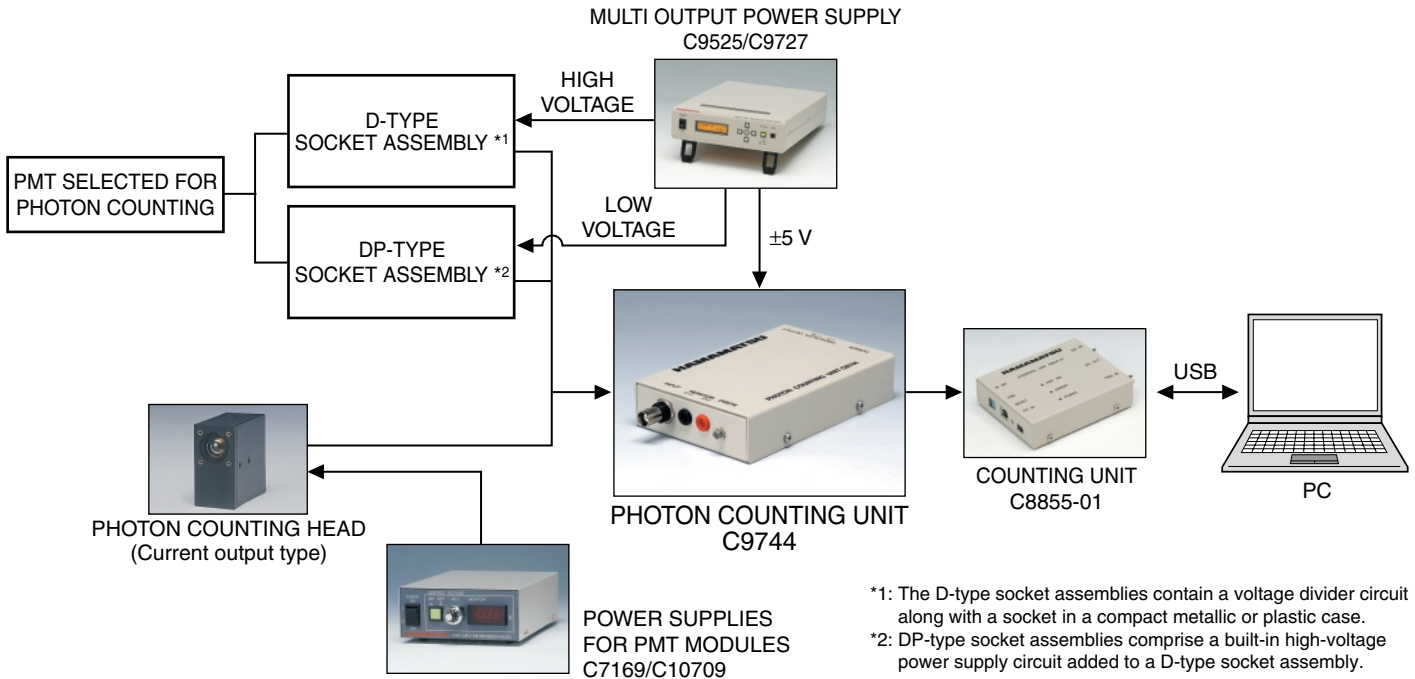 MULTI OUTPUT POWER SUPPLY
C9525/C9727
HIGH
VOLTAGE
D-TYPE
SOCKET ASSEMBLY *1
PMT SELECTED FOR
PHOTON COUNTING
LOW
VOLTAGE
DP-TYPE
SOCKET ASSEMBLY *2
±5 V
HAMAMATSU
PHOTON COUNTING UNIT C9744
INPUT
USB
COUNTING UNIT
C8855-01
PC
PHOTON COUNTING UNIT
C9744
PHOTON COUNTING HEAD
(Current output type)
POWER SUPPLIES
FOR PMT MODULES
C7169/C10709
*1: The D-type socket assemblies contain a voltage divider circuit
along with a socket in a compact metallic or plastic case.
*2: DP-type socket assemblies comprise a built-in high-voltage
power supply circuit added to a D-type socket assembly.